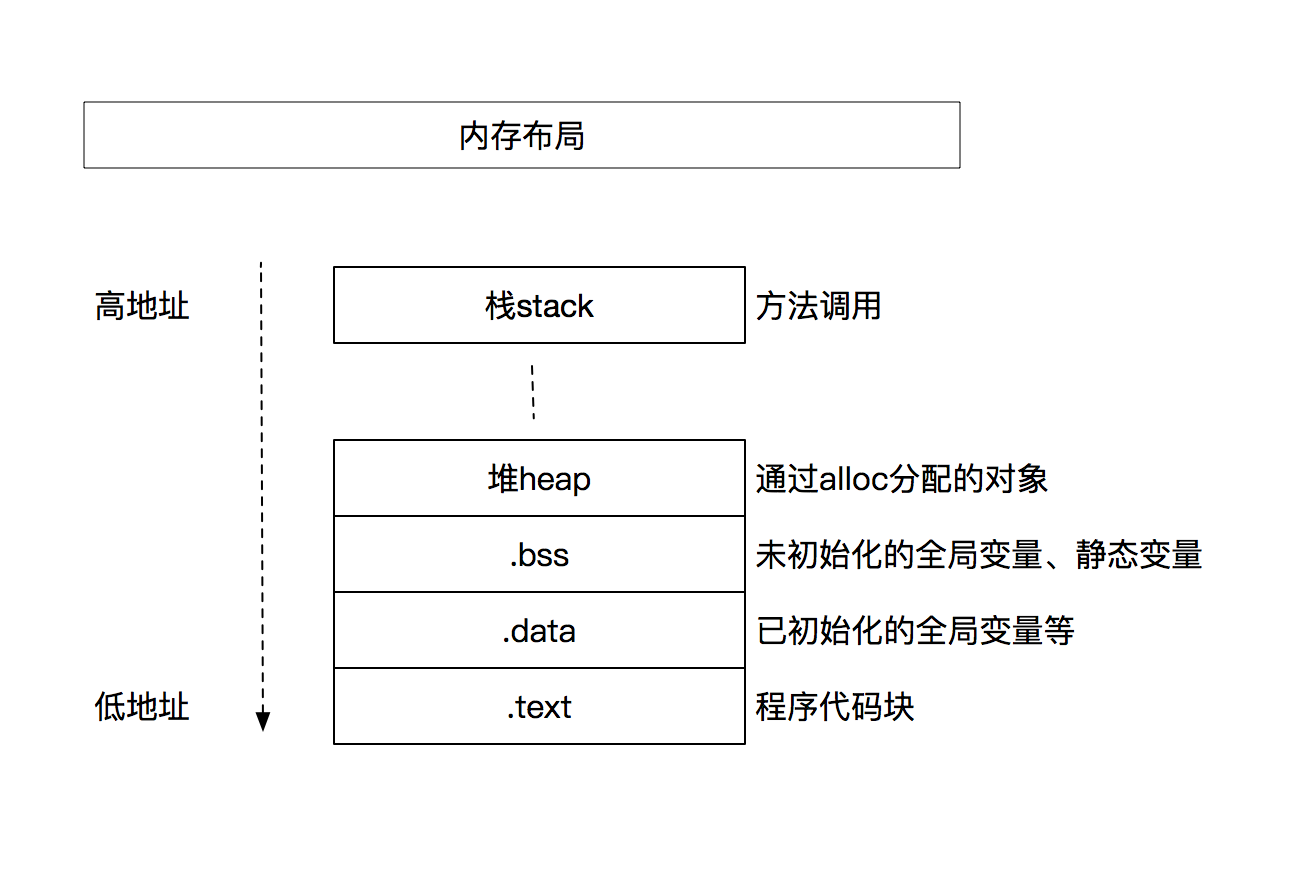 内存布局
高地址
栈stack
方法调用
堆heap
通过alloc分配的对象
.bss
未初始化的全局变量、静态变量
.data
已初始化的全局变量等
低地址
.text
程序代码块